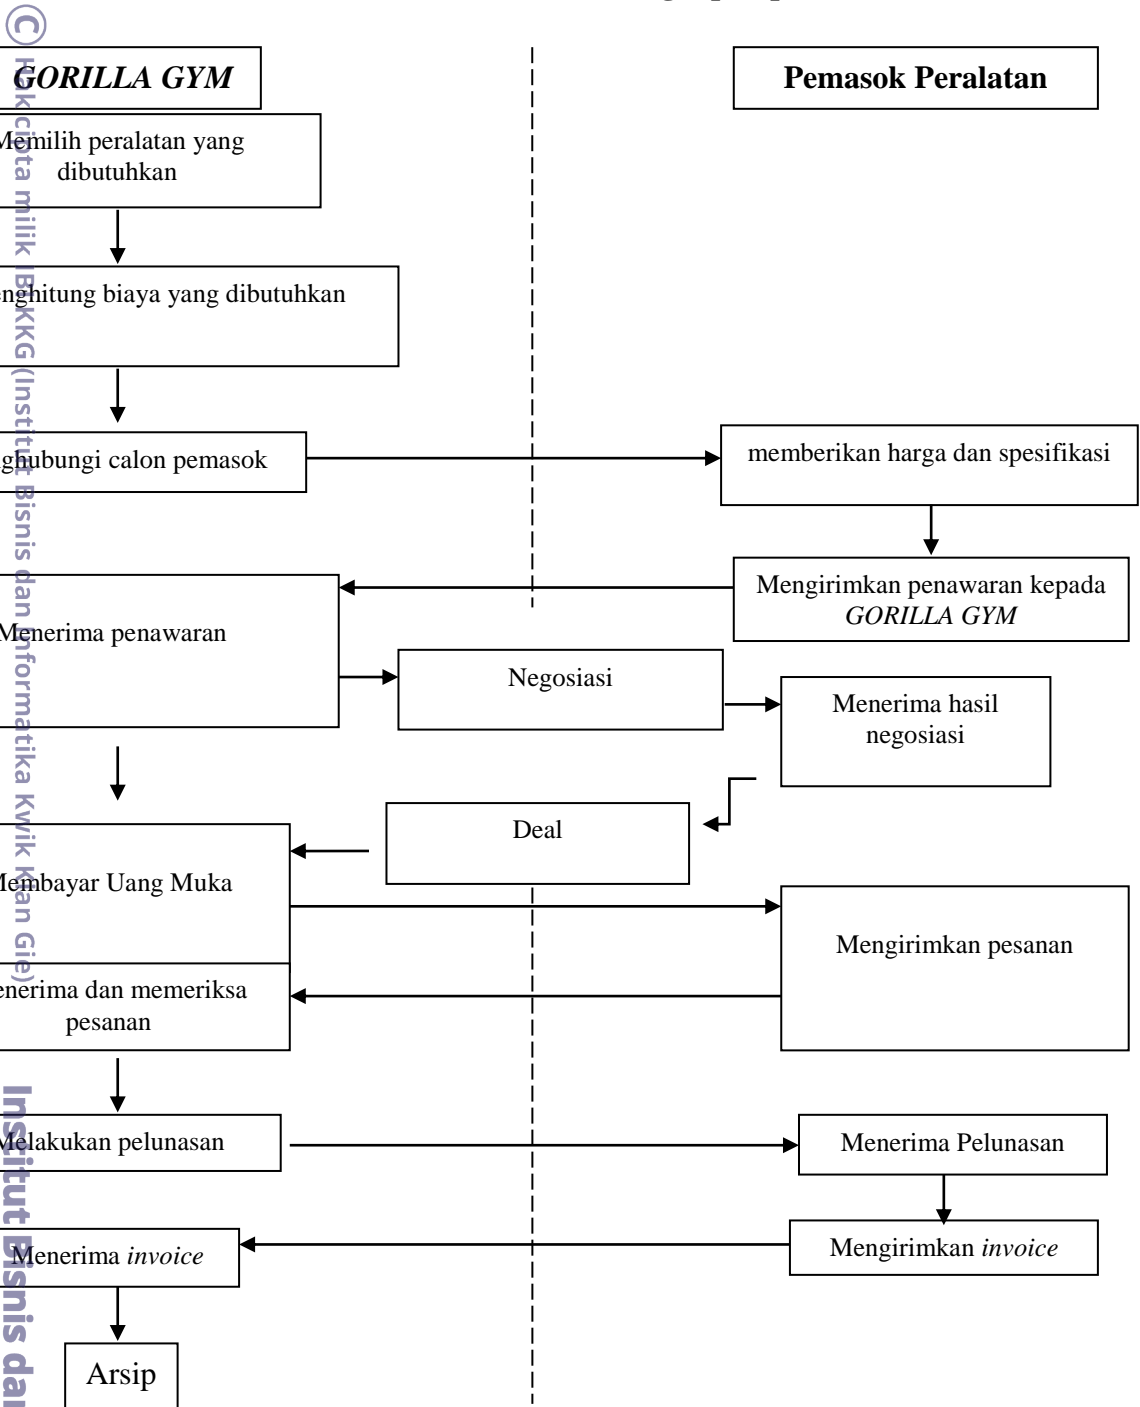 GORILLA GYM
Pemasok Peralatan
Memilih peralatan yang
dibutuhkan
enghitung biaya yang dibutuhkan
ghubungi calon pemasok
memberikan harga dan spesifikasi
Mengirimkan penawaran kepada
GORILLA GYM
Menerima penawaran
Negosiasi
Menerima hasil
negosiasi
Deal
Membayar Uang Muka
Mengirimkan pesanan
enerima dan memeriksa
pesanan
Melakukan pelunasan
Menerima Pelunasan
Menerima invoice
Mengirimkan invoice
Arsip
© Hak cipta milik IBIKKG (Institut Bisnis dan Informatika Kwik Kian Gie)
Institut Bisnis dan